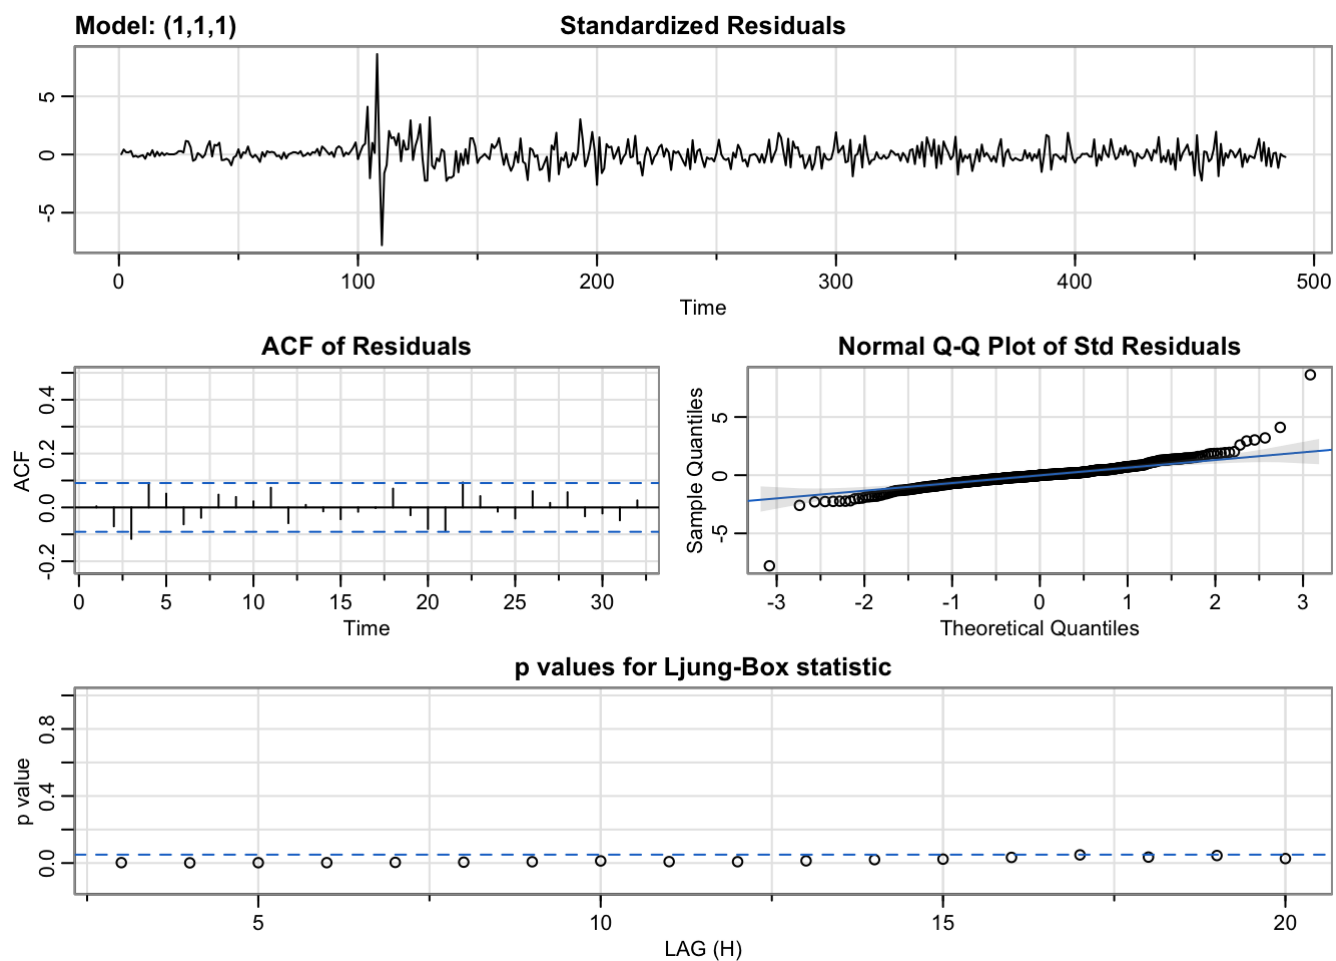 Model: (1,1,1) Standardized Residuals
5
0
-5
0 100 200 300 400 500
Time
ACF of Residuals
ACF
0.4
0.2
0.0
-0.2
0 5 10 15 20 25 30
Time
Normal Q-Q Plot of Std Residuals
Sample Quantiles
5
0
-5
-3 -2 -1 0 1 2 3
Theoretical Quantiles
p values for Ljung-Box statistic
p value
0.8
0.4
0.0
5 10 15 20
LAG (H)